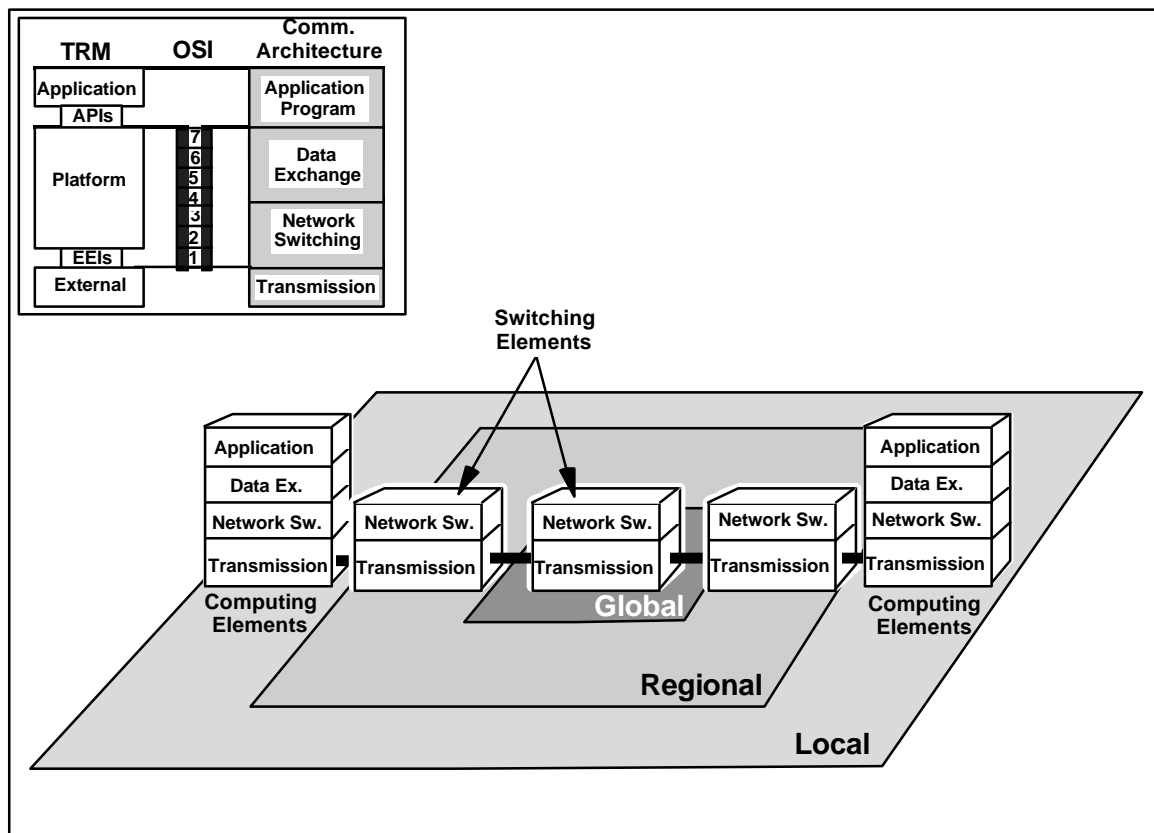 Comm.
TRM OSI Architecture
Application
APIs
Platform
EEIs
External
7
6
5
4
3
2
1
Application
Program
Data
Exchange
Network
Switching
Transmission
Switching
Elements
Application
Data Ex.
Network Sw.
Transmission
Computing
Elements
Network Sw.
Transmission
Network Sw.
Transmission
Network Sw.
Transmission
Application
Data Ex.
Network Sw.
Transmission
Computing
Elements
Global
Regional
Local